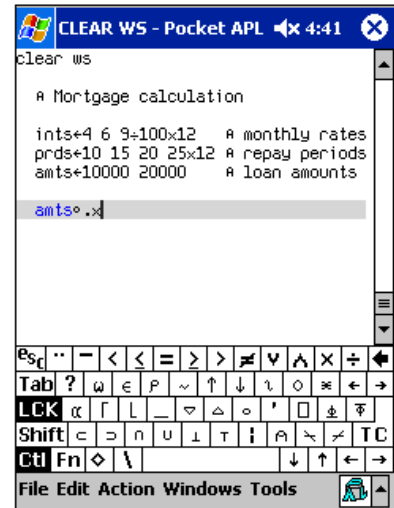 CLEAR WS - Pocket APL 4:41
clear ws
⍝ Mortgage calculation
ints←4 6 9÷100×12 ⍝ monthly rates
prds←10 15 20 25×12 ⍝ repay periods
amts←10000 20000 ⍝ loan amounts
amts∘.×
esc ¨ ¯ < ≤ = ≥ > ≠ ∨ ∧ × ÷
Tab ? ⍵ ∊ ⍴ ~ ↑ ↓ ⍳ ○ ⍟ ← →
LCK ⍺ ⌈ ⌊ _ ∇ ∆ ∘ ' ⎕ ⍎ ⍕
Shift ⊂ ⊃ ∩ ∪ ⊥ ⊤ ¦ ⍝ ⍀ ⌿ TC
Ctl Fn ⋄ \ ↓ ↑ ← →
File Edit Action Windows Tools